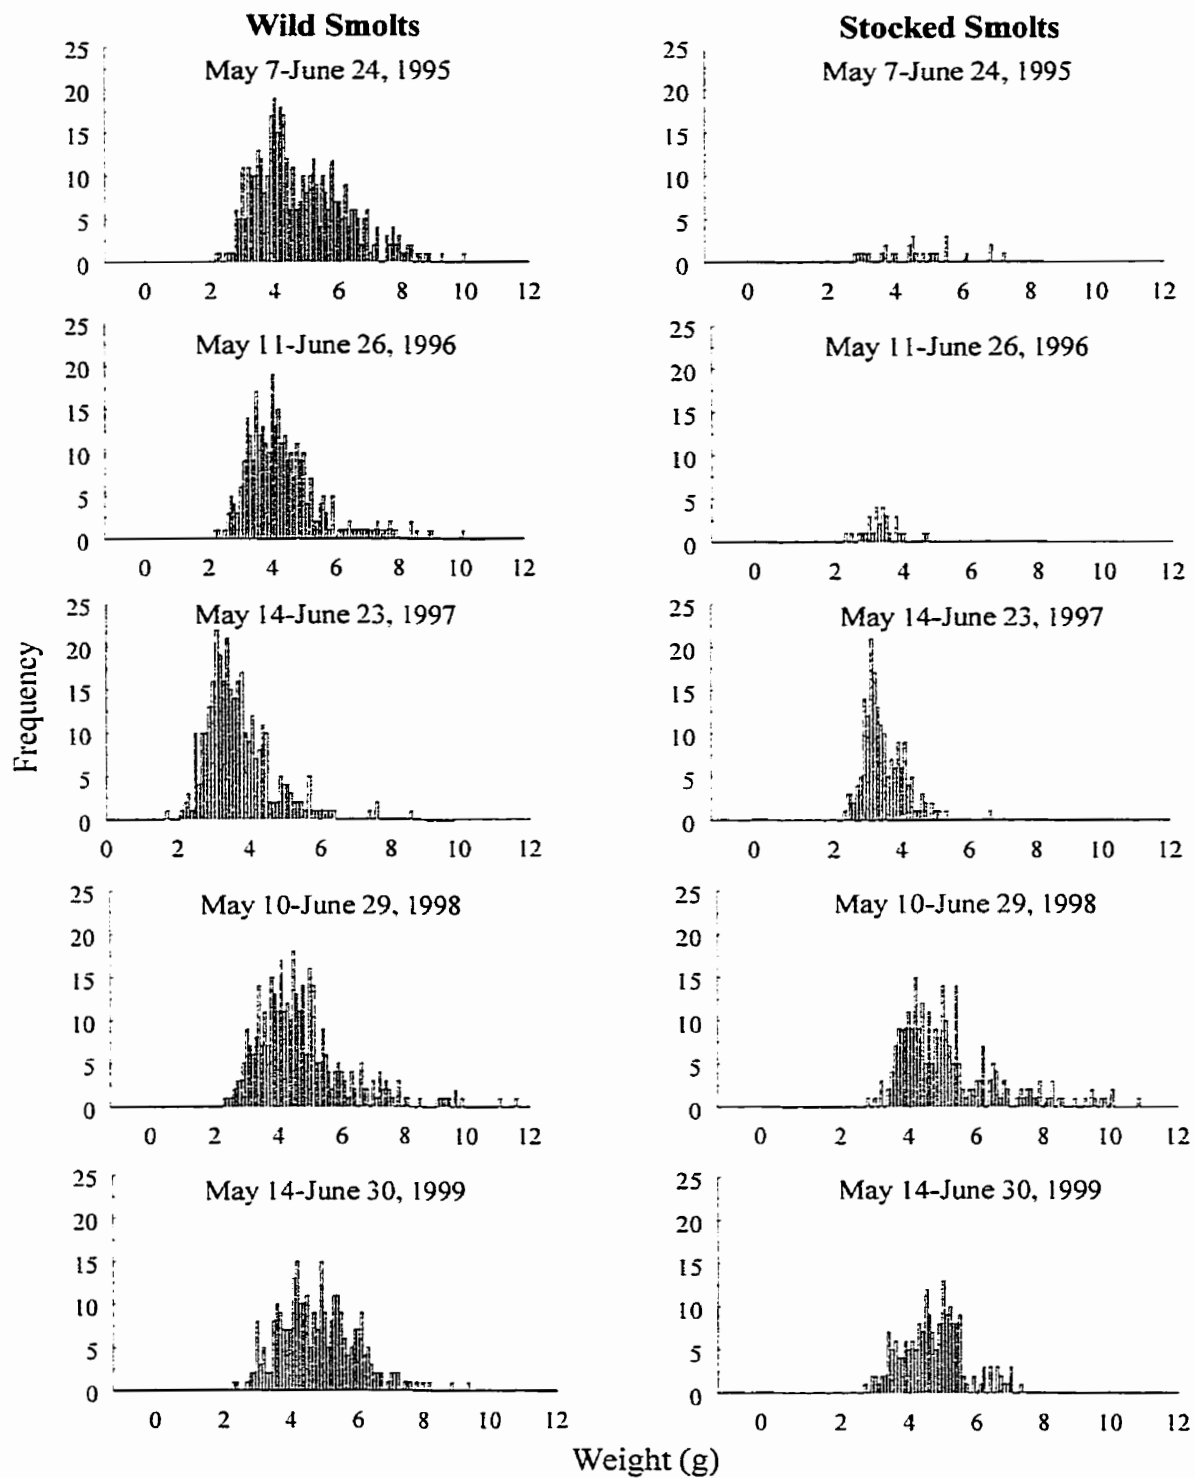 Wild Smolts
Stocked Smolts
May 7-June 24, 1995
May 7-June 24, 1995
25
20
15
10
5
0
0 2 4 6 8 10 12
25
20
15
10
5
0
0 2 4 6 8 10 12
May 11-June 26, 1996
May 11-June 26, 1996
25
20
15
10
5
0
0 2 4 6 8 10 12
25
20
15
10
5
0
0 2 4 6 8 10 12
Frequency
May 14-June 23, 1997
May 14-June 23, 1997
25
20
15
10
5
0
0 2 4 6 8 10 12
25
20
15
10
5
0
0 2 4 6 8 10 12
May 10-June 29, 1998
May 10-June 29, 1998
25
20
15
10
5
0
0 2 4 6 8 10 12
25
20
15
10
5
0
0 2 4 6 8 10 12
May 14-June 30, 1999
May 14-June 30, 1999
25
20
15
10
5
0
0 2 4 6 8 10 12
25
20
15
10
5
0
0 2 4 6 8 10 12
Weight (g)